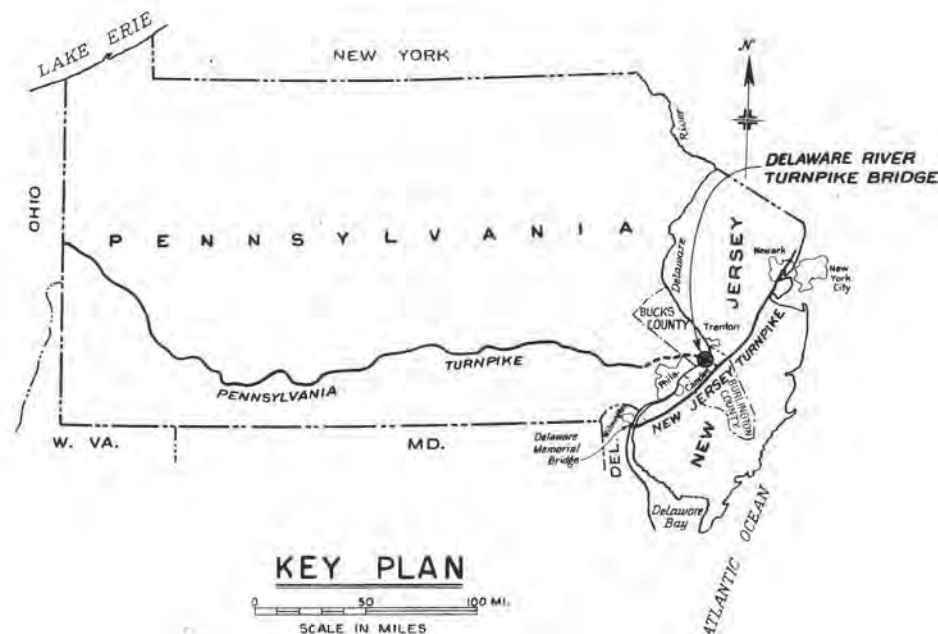 LAKE ERIE
NEW YORK
N
River
DELAWARE RIVER
TURNPIKE BRIDGE
OHIO
PENNSYLVANIA
Delaware
JERSEY
Newark
New
York
City
BUCKS
COUNTY
Trenton
TURNPIKE
PENNSYLVANIA
Phila.
Camden
NEW JERSEY TURNPIKE
BURLINGTON
COUNTY
NEW
Wilmington
W. VA.
MD.
DEL.
Delaware
Memorial
Bridge
Delaware
Bay
ATLANTIC OCEAN
KEY PLAN
0 50 100 MI.
SCALE IN MILES